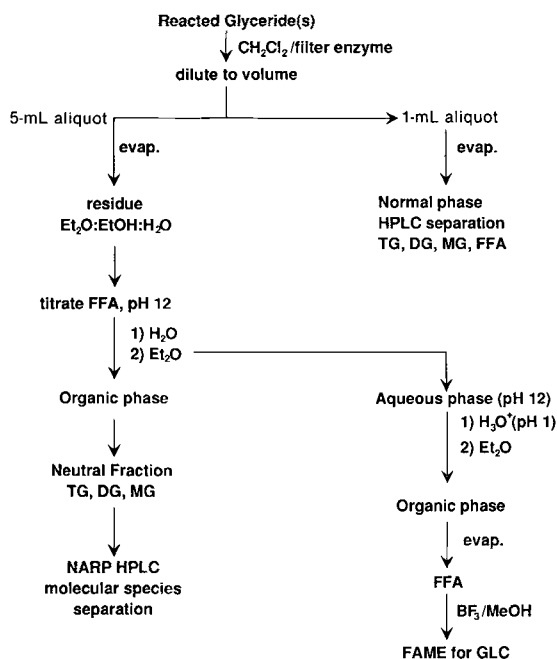 Reacted Glyceride(s)
CH₂Cl₂/filter enzyme
dilute to volume
5-mL aliquot
1-mL aliquot
evap.
evap.
residue
Et₂O:EtOH:H₂O
Normal phase
HPLC separation
TG, DG, MG, FFA
titrate FFA, pH 12
1) H₂O
2) Et₂O
Organic phase
Aqueous phase (pH 12)
1) H₃O⁺(pH 1)
2) Et₂O
Neutral Fraction
TG, DG, MG
Organic phase
evap.
NARP HPLC
molecular species
separation
FFA
BF₃/MeOH
FAME for GLC